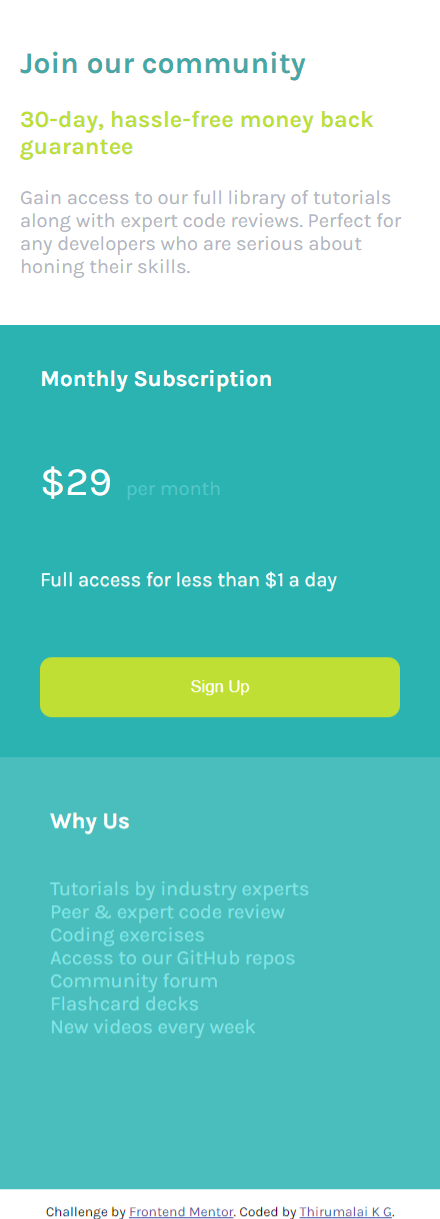 Join our community
30-day, hassle-free money back
guarantee
Gain access to our full library of tutorials
along with expert code reviews. Perfect for
any developers who are serious about
honing their skills.
Monthly Subscription
$29 per month
Full access for less than $1 a day
Sign Up
Why Us
Tutorials by industry experts
Peer & expert code review
Coding exercises
Access to our GitHub repos
Community forum
Flashcard decks
New videos every week
Challenge by Frontend Mentor. Coded by Thirumalai K G.